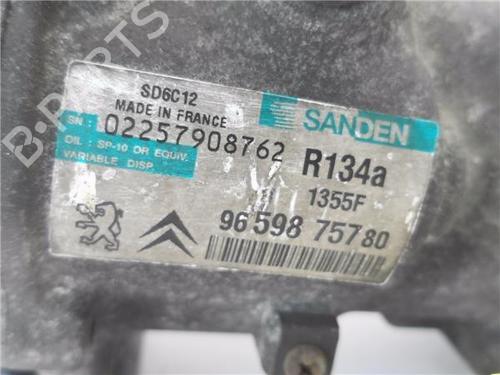 B-PARTS
SD6C12
MADE IN FRANCE
SANDEN
SN: 02257908762
OIL : SP-10 OR EQUIV.
VARIABLE DISP.
R134a
1355F
96 598 757 80